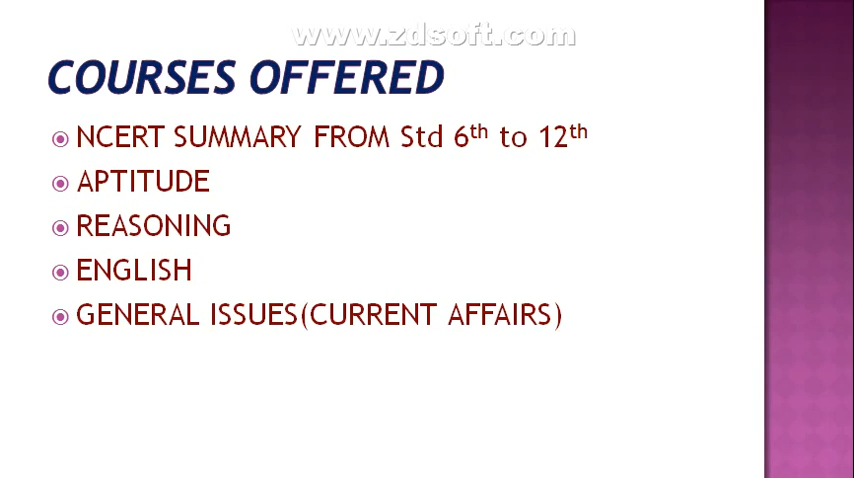 www.zdsoft.com
COURSES OFFERED
NCERT SUMMARY FROM Std 6th to 12th
APTITUDE
REASONING
ENGLISH
GENERAL ISSUES(CURRENT AFFAIRS)